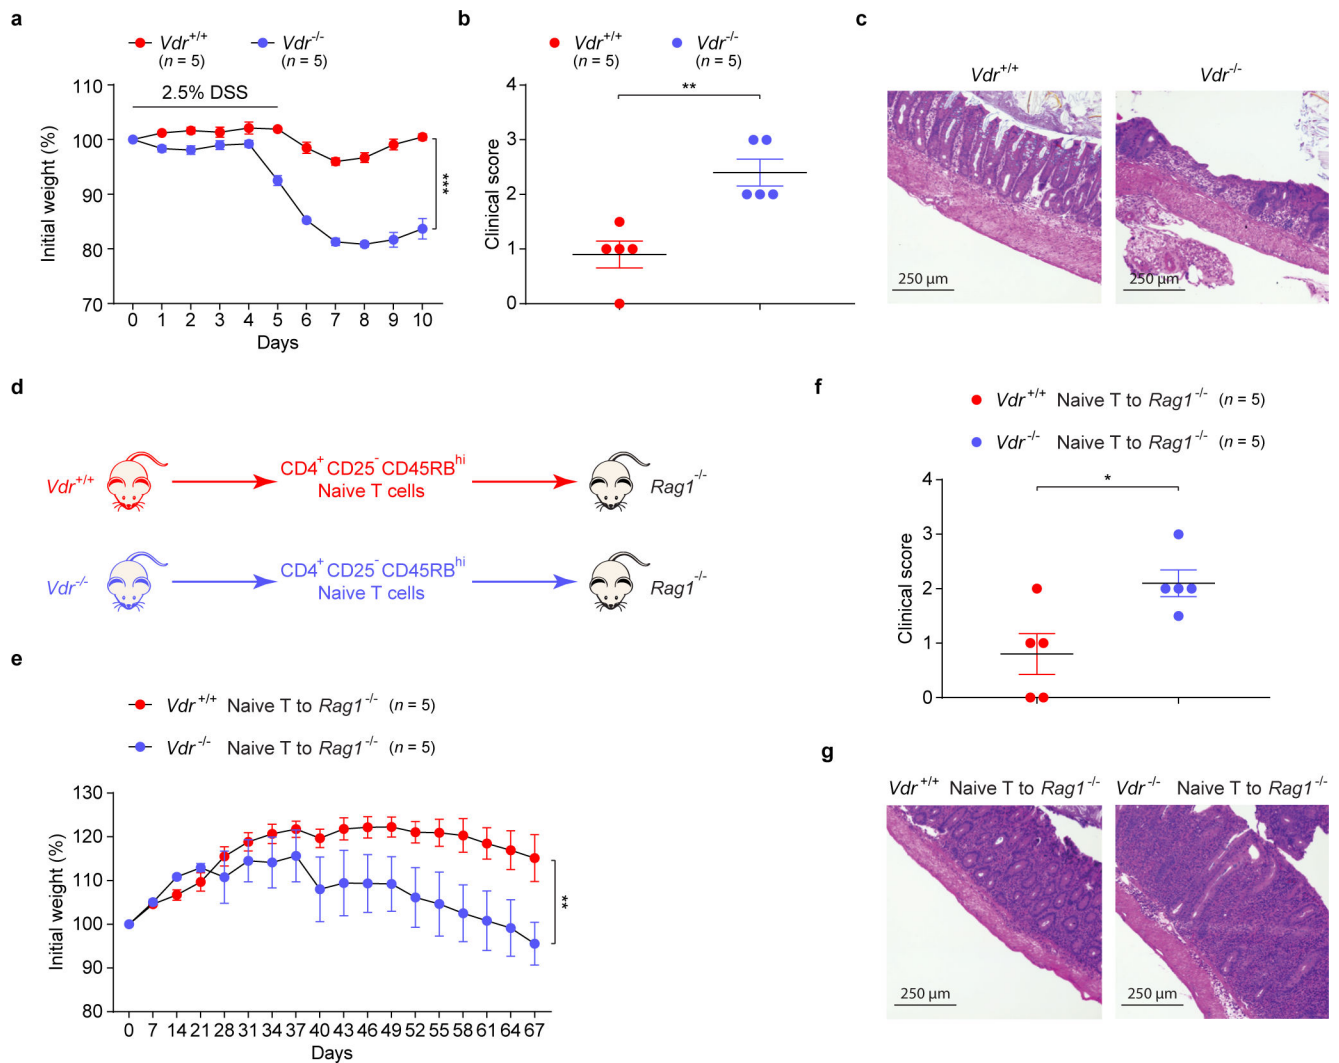 a
Vdr+/+
(n = 5)
Vdr-/-
(n = 5)
2.5% DSS
Initial weight (%)
110
100
90
80
70
***
0 1 2 3 4 5 6 7 8 9 10
Days
b
Vdr+/+
(n = 5)
Vdr-/-
(n = 5)
Clinical score
4
3
2
1
0
**
c
Vdr+/+
Vdr-/-
250 µm
250 µm
d
Vdr+/+
CD4+ CD25- CD45RBhi
Naive T cells
Rag1-/-
Vdr-/-
CD4+ CD25- CD45RBhi
Naive T cells
Rag1-/-
e
Vdr+/+ Naive T to Rag1-/- (n = 5)
Vdr-/- Naive T to Rag1-/- (n = 5)
Initial weight (%)
130
120
110
100
90
80
**
0 7 14 21 28 31 34 37 40 43 46 49 52 55 58 61 64 67
Days
f
Vdr+/+ Naive T to Rag1-/- (n = 5)
Vdr-/- Naive T to Rag1-/- (n = 5)
Clinical score
4
3
2
1
0
*
g
Vdr+/+ Naive T to Rag1-/-
Vdr-/- Naive T to Rag1-/-
250 µm
250 µm